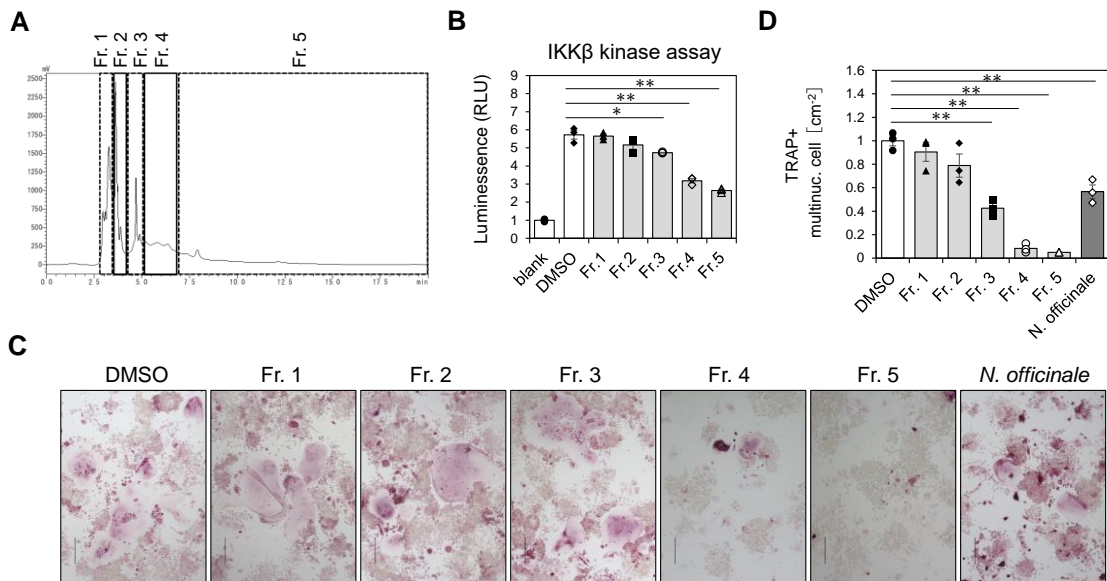 A
Fr. 1
Fr. 2
Fr. 3
Fr. 4
Fr. 5
mV
2500
2250
2000
1750
1500
1250
1000
750
500
250
0
0.0
2.5
5.0
7.5
10.0
12.5
15.0
17.5
min
B
IKKβ kinase assay
Luminessence (RLU)
9
8
7
6
5
4
3
2
1
0
**
**
*
blank
DMSO
Fr.1
Fr.2
Fr.3
Fr.4
Fr.5
D
TRAP+
multinuc. cell [cm-2]
1.6
1.4
1.2
1
0.8
0.6
0.4
0.2
0
**
**
**
**
DMSO
Fr. 1
Fr. 2
Fr. 3
Fr. 4
Fr. 5
N. officinale
C
DMSO
Fr. 1
Fr. 2
Fr. 3
Fr. 4
Fr. 5
N. officinale